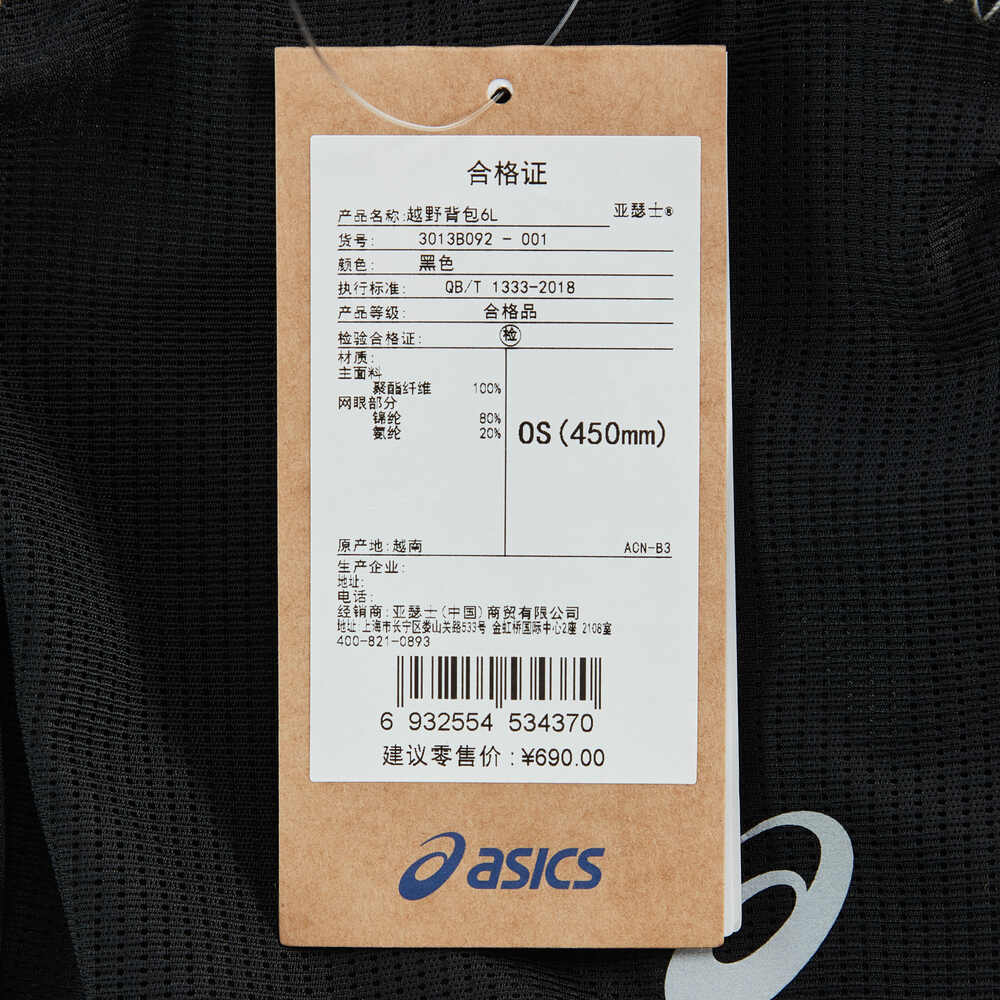 合格证
产品名称:越野背包6L
亚瑟士®
货号: 3013B092 - 001
颜色: 黑色
执行标准: QB/T 1333-2018
产品等级: 合格品
检验合格证: 检
材质:
主面料
聚酯纤维 100%
网眼部分
锦纶 80%
氨纶 20%
OS(450mm)
原产地:越南
ACN-B3
生产企业:
地址:
电话:
经销商:亚瑟士(中国)商贸有限公司
地址 上海市长宁区娄山关路533号 金虹桥国际中心2座 2108室
400-821-0893
6 932554 534370
建议零售价:¥690.00
asics